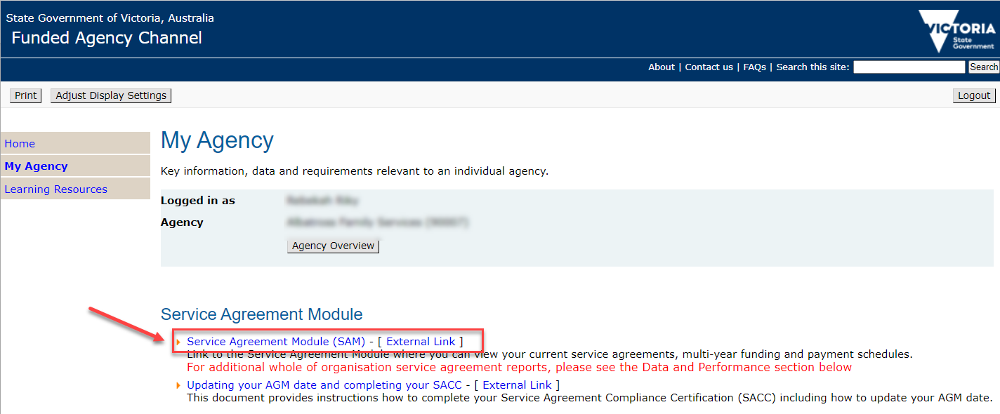 State Government of Victoria, Australia
Funded Agency Channel
VICTORIA
State
Government
About | Contact us | FAQs | Search this site: Search
Print Adjust Display Settings Logout
Home
My Agency
Learning Resources
My Agency
Key information, data and requirements relevant to an individual agency.
Logged in as
Agency
Agency Overview
Service Agreement Module
Service Agreement Module (SAM) - [ External Link ]
Link to the Service Agreement Module where you can view your current service agreements, multi-year funding and payment schedules.
For additional whole of organisation service agreement reports, please see the Data and Performance section below
Updating your AGM date and completing your SACC - [ External Link ]
This document provides instructions how to complete your Service Agreement Compliance Certification (SACC) including how to update your AGM date.